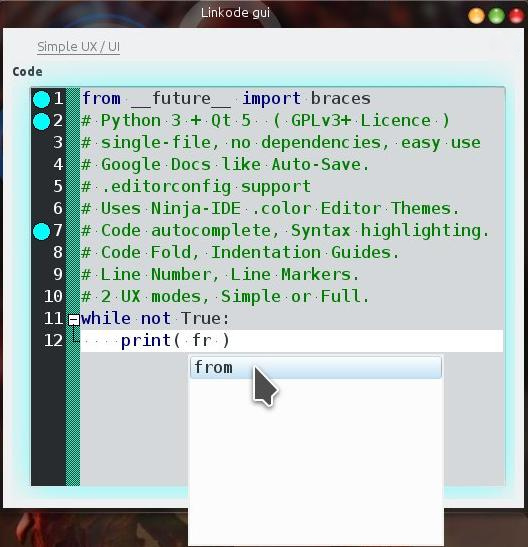 Linkode gui
Simple UX / UI
Code
1 from __future__ import braces
2 # Python 3 + Qt 5  ( GPLv3+ Licence )
3 # single-file, no dependencies, easy use
4 # Google Docs like Auto-Save.
5 # .editorconfig support
6 # Uses Ninja-IDE .color Editor Themes.
7 # Code autocomplete, Syntax highlighting.
8 # Code Fold, Indentation Guides.
9 # Line Number, Line Markers.
10 # 2 UX modes, Simple or Full.
11 while not True:
12     print( fr )
from